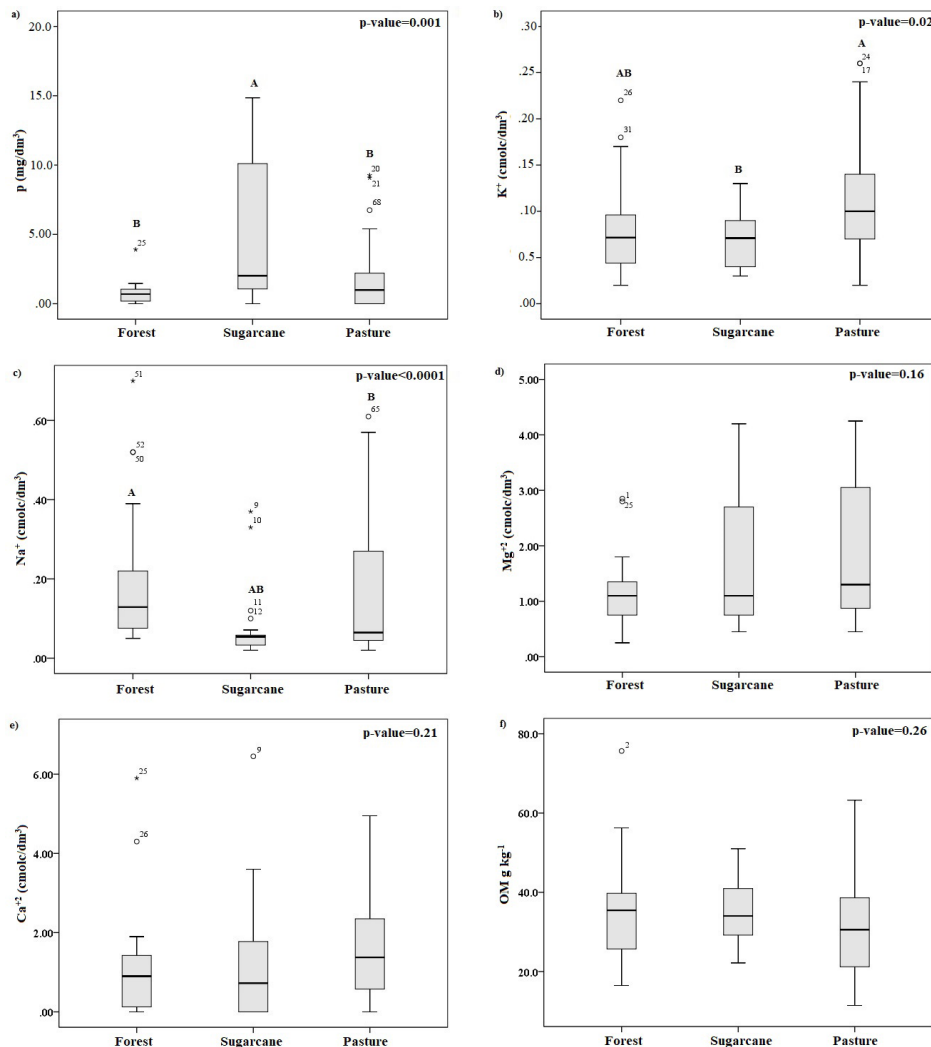 a)
p-value=0.001
20.0
15.0
10.0
5.00
.00
p (mg/dm³)
B
25
A
B
20
21
68
Forest Sugarcane Pasture
b)
p-value=0.02
.30
.25
.20
.15
.10
0.5
.00
K⁺ (cmolc/dm³)
AB
26
31
B
A
24
17
Forest Sugarcane Pasture
c)
p-value<0.0001
.60
.40
.20
.00
Na⁺ (cmolc/dm³)
51
52
50
A
9
10
AB
11
12
B
65
Forest Sugarcane Pasture
d)
p-value=0.16
5.00
4.00
3.00
2.00
1.00
.00
Mg⁺² (cmolc/dm³)
1
25
Forest Sugarcane Pasture
e)
p-value=0.21
6.00
4.00
2.00
.00
Ca⁺² (cmolc/dm³)
25
26
9
Forest Sugarcane Pasture
f)
p-value=0.26
80.0
60.0
40.0
20.0
OM g kg⁻¹
2
Forest Sugarcane Pasture